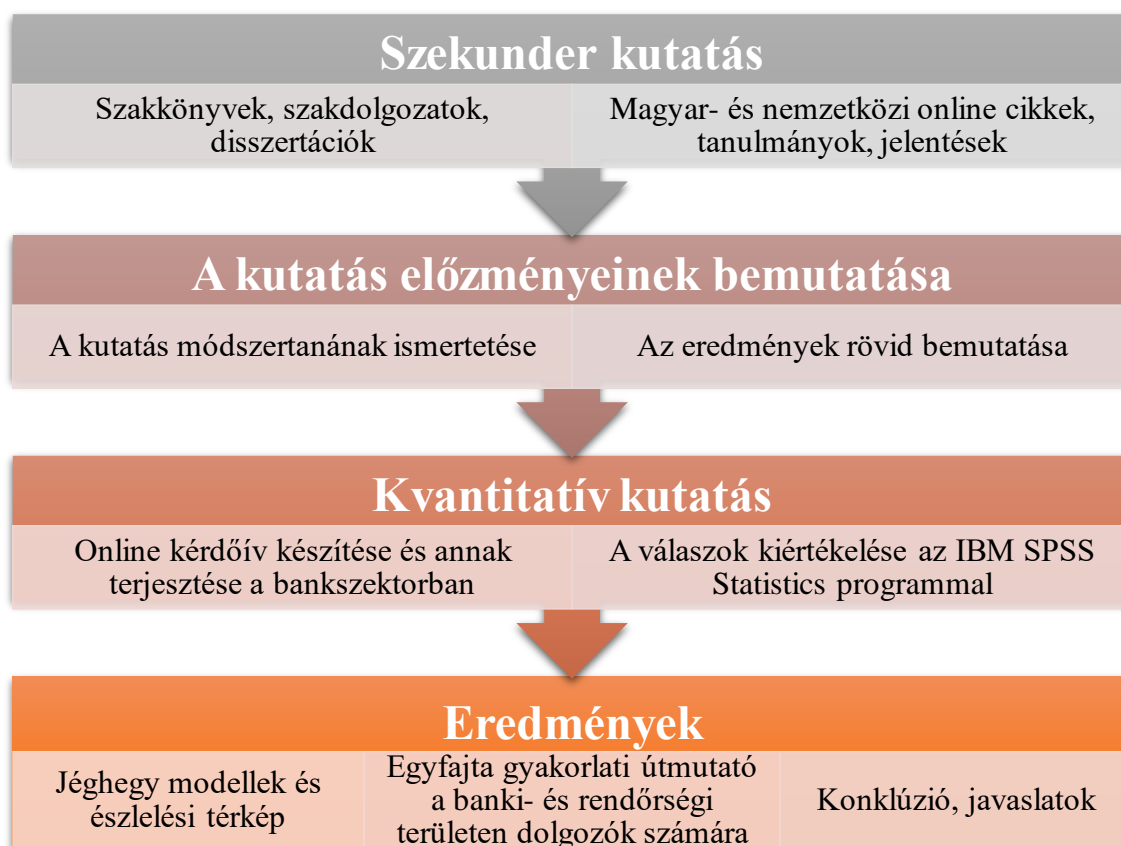 Szekunder kutatás
Szakkönyvek, szakdolgozatok,
disszertációk
Magyar- és nemzetközi online cikkek,
tanulmányok, jelentések
A kutatás előzményeinek bemutatása
A kutatás módszertanának ismertetése
Az eredmények rövid bemutatása
Kvantitatív kutatás
Online kérdőív készítése és annak
terjesztése a bankszektorban
A válaszok kiértékelése az IBM SPSS
Statistics programmal
Eredmények
Jéghegy modellek és
észlelési térkép
Egyfajta gyakorlati útmutató
a banki- és rendőrségi
területen dolgozók számára
Konklúzió, javaslatok